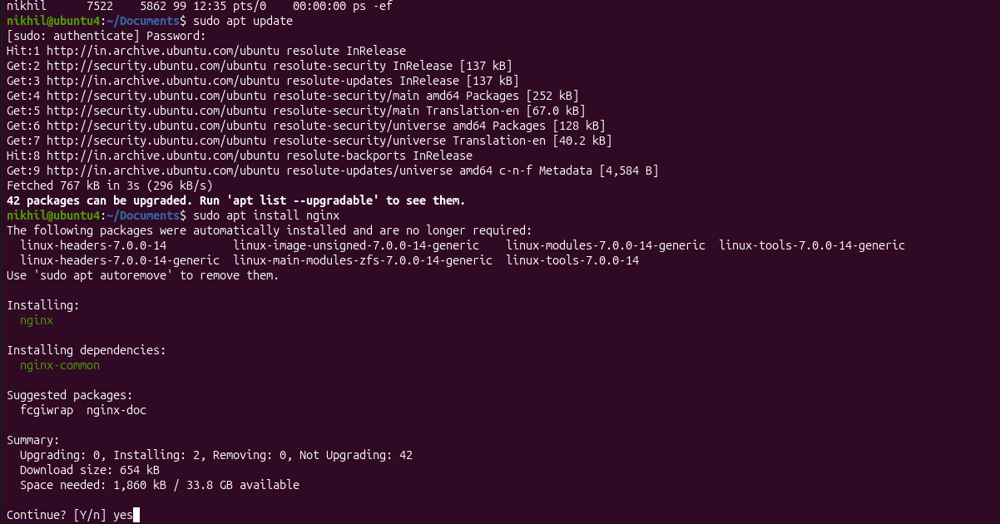 nikhil      7522    5862 99 12:35 pts/0    00:00:00 ps -ef
nikhil@ubuntu4:~/Documents$ sudo apt update
[sudo: authenticate] Password:
Hit:1 http://in.archive.ubuntu.com/ubuntu resolute InRelease
Get:2 http://security.ubuntu.com/ubuntu resolute-security InRelease [137 kB]
Get:3 http://in.archive.ubuntu.com/ubuntu resolute-updates InRelease [137 kB]
Get:4 http://security.ubuntu.com/ubuntu resolute-security/main amd64 Packages [252 kB]
Get:5 http://security.ubuntu.com/ubuntu resolute-security/main Translation-en [67.0 kB]
Get:6 http://security.ubuntu.com/ubuntu resolute-security/universe amd64 Packages [128 kB]
Get:7 http://security.ubuntu.com/ubuntu resolute-security/universe Translation-en [40.2 kB]
Hit:8 http://in.archive.ubuntu.com/ubuntu resolute-backports InRelease
Get:9 http://in.archive.ubuntu.com/ubuntu resolute-updates/universe amd64 c-n-f Metadata [4,584 B]
Fetched 767 kB in 3s (296 kB/s)
42 packages can be upgraded. Run 'apt list --upgradable' to see them.
nikhil@ubuntu4:~/Documents$ sudo apt install nginx
The following packages were automatically installed and are no longer required:
  linux-headers-7.0.0-14          linux-image-unsigned-7.0.0-14-generic    linux-modules-7.0.0-14-generic  linux-tools-7.0.0-14-generic
  linux-headers-7.0.0-14-generic  linux-main-modules-zfs-7.0.0-14-generic  linux-tools-7.0.0-14
Use 'sudo apt autoremove' to remove them.

Installing:
  nginx

Installing dependencies:
  nginx-common

Suggested packages:
  fcgiwrap  nginx-doc

Summary:
  Upgrading: 0, Installing: 2, Removing: 0, Not Upgrading: 42
  Download size: 654 kB
  Space needed: 1,860 kB / 33.8 GB available

Continue? [Y/n] yes